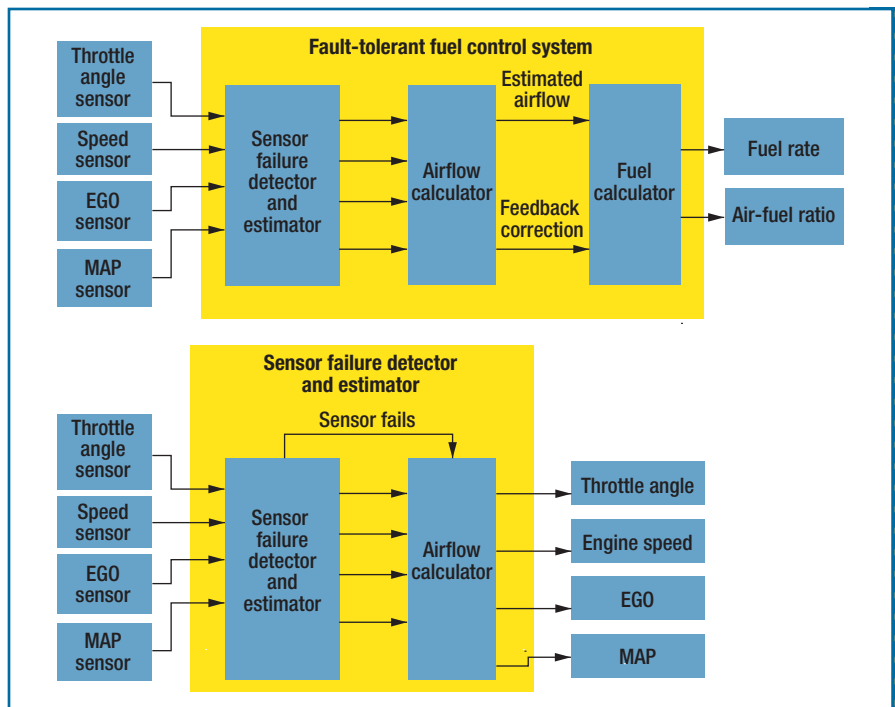 Fault-tolerant fuel control system
Throttle
angle
sensor
Speed
sensor
EGO
sensor
MAP
sensor
Sensor
failure
detector
and
estimator
Airflow
calculator
Estimated
airflow
Feedback
correction
Fuel
calculator
Fuel rate
Air-fuel ratio
Sensor failure detector
and estimator
Sensor fails
Throttle
angle
sensor
Speed
sensor
EGO
sensor
MAP
sensor
Sensor
failure
detector
and
estimator
Airflow
calculator
Throttle angle
Engine speed
EGO
MAP